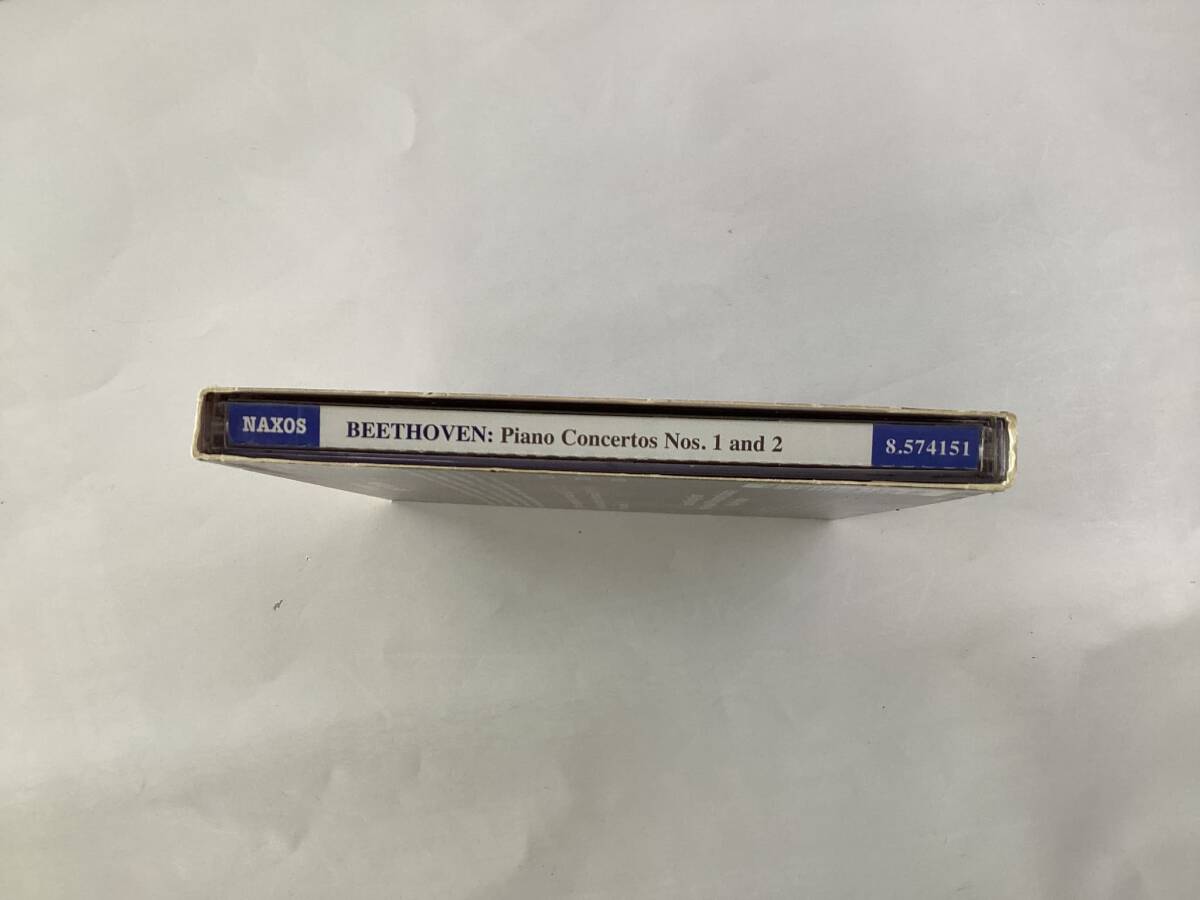 NAXOS BEETHOVEN: Piano Concertos Nos. 1 and 2 8.574151